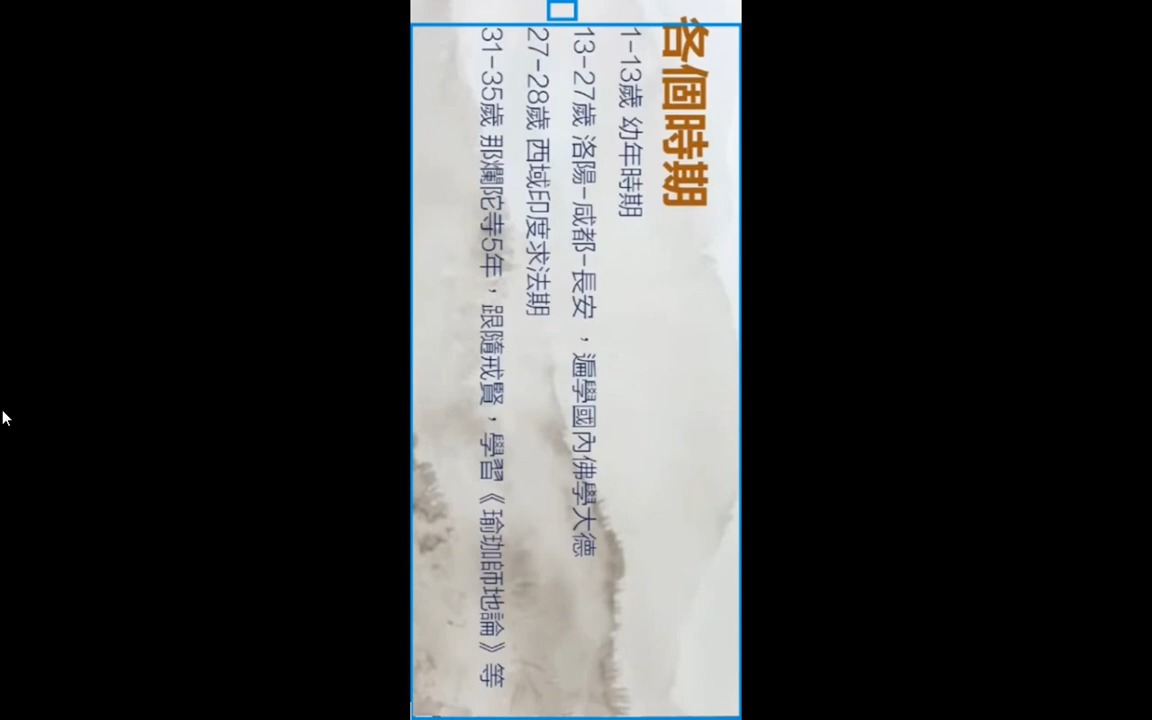 各個時期
1-13歲 幼年時期
13-27歲 洛陽-咸都-長安 ，遍學國內佛學大德
27-28歲 西域印度求法期
31-35歲 那爛陀寺5年，跟隨戒賢，學習《瑜珈師地論》等